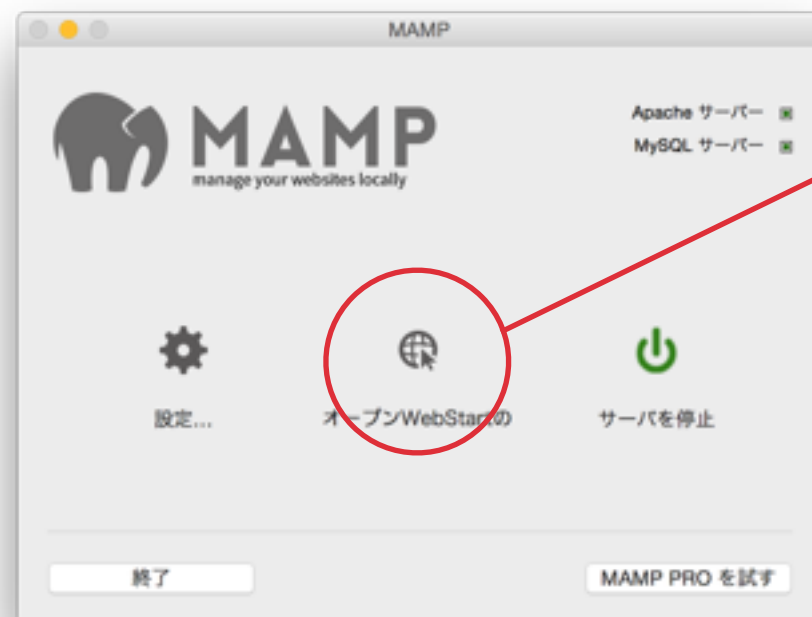 MAMP
MAMP
manage your websites locally
Apache サーバー
MySQL サーバー
設定...
オープンWebStartの
サーバを停止
終了
MAMP PRO を試す